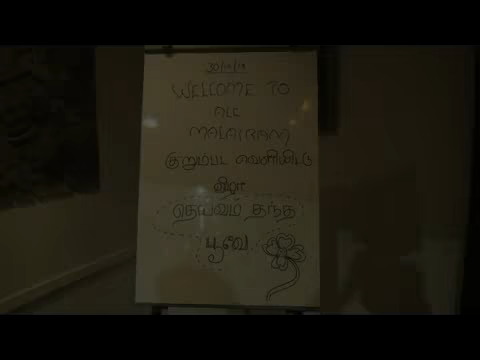 WELCOME TO
ALL
குறும்பட வெளியீட்டு
விழா
தெய்வம் தந்த
பூவே